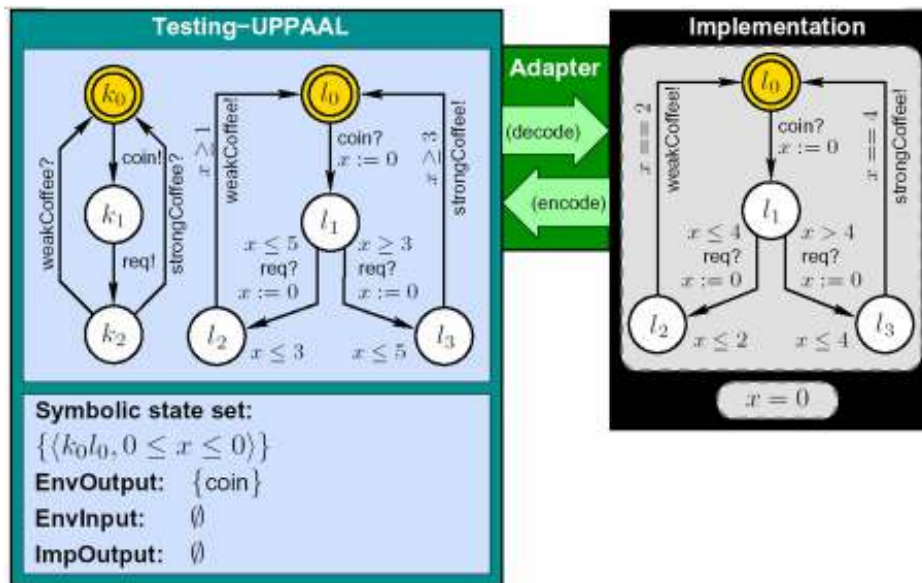 Testing–UPPAAL
k₀
coin!
k₁
req!
k₂
weakCoffee?
strongCoffee?
l₀
coin?
x := 0
l₁
x ≥ 1
weakCoffee!
x ≥ 3
strongCoffee!
x ≤ 5
req?
x := 0
x ≥ 3
req?
x := 0
l₂
x ≤ 3
x ≤ 5
l₃
Symbolic state set:
{⟨k₀l₀, 0 ≤ x ≤ 0⟩}
EnvOutput: {coin}
EnvInput: ∅
ImpOutput: ∅
Adapter
(decode)
(encode)
Implementation
l₀
coin?
x := 0
l₁
x == 2
weakCoffee!
x == 4
strongCoffee!
x ≤ 4
req?
x := 0
x > 4
req?
x := 0
l₂
x ≤ 2
x ≤ 4
l₃
x = 0